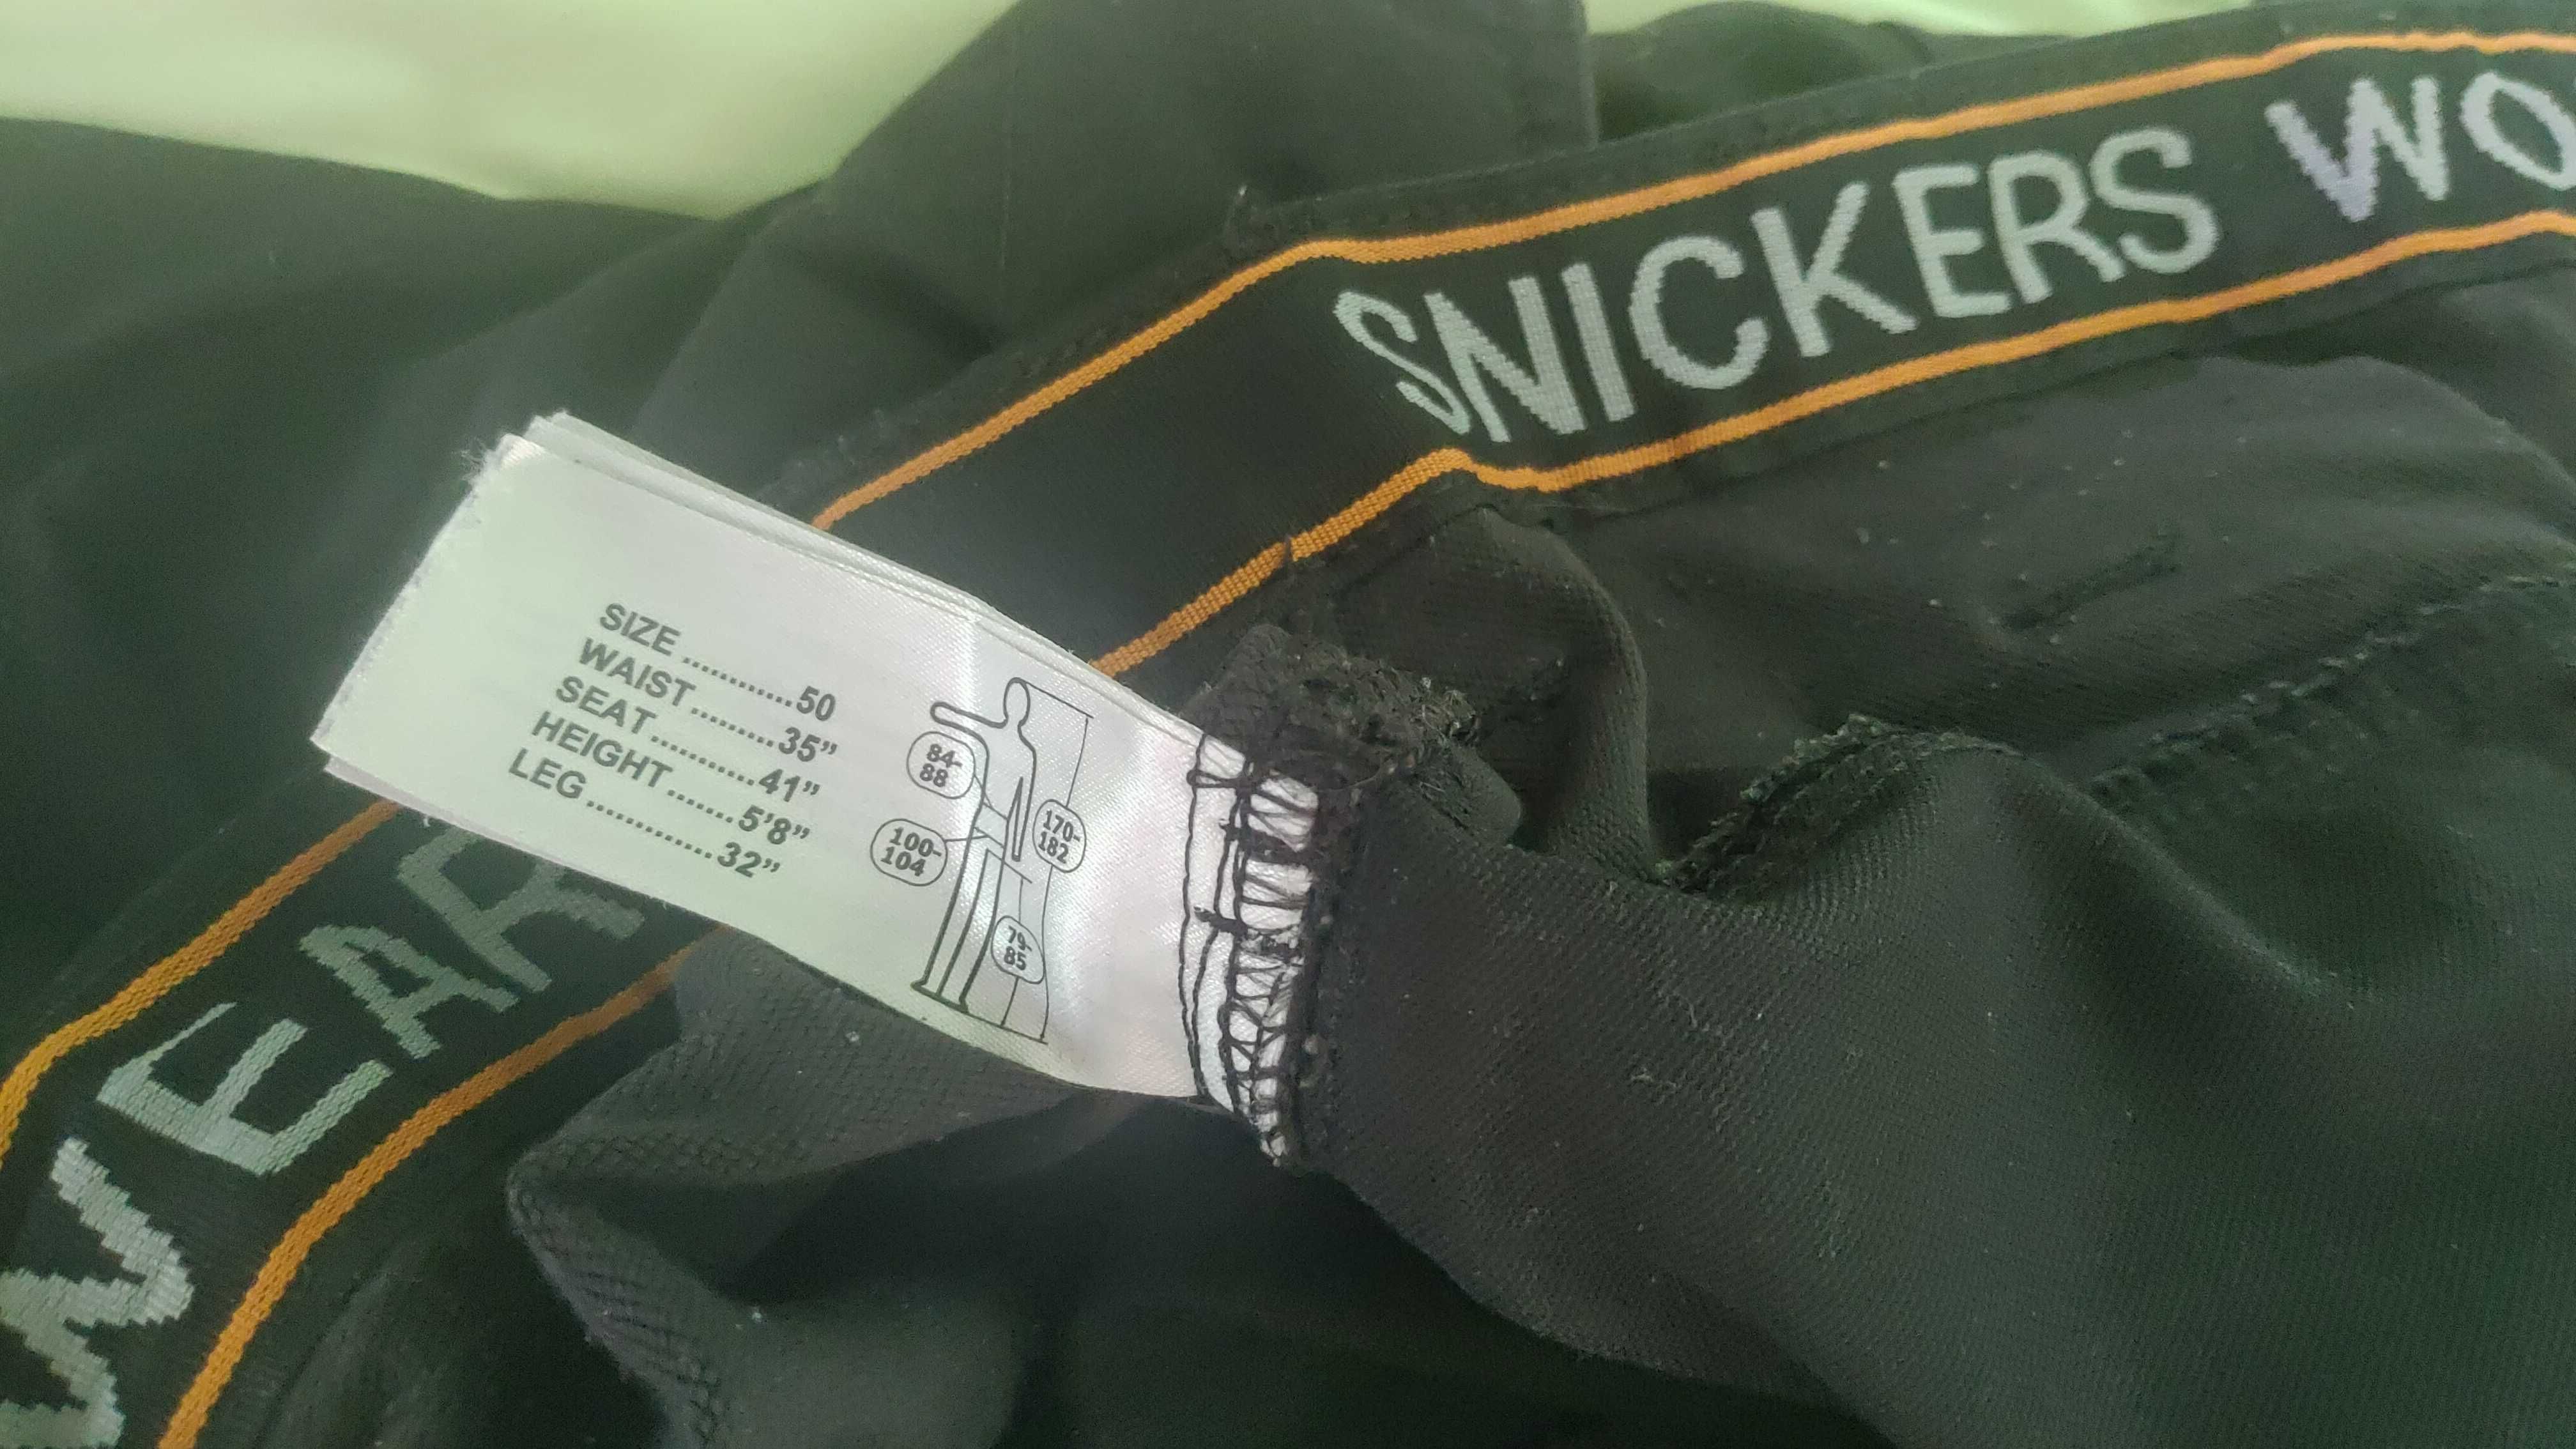 SNICKERS WO
SIZE ............50
WAIST .........35”
SEAT ...........41”
HEIGHT .......5’8”
LEG .............32”
84-
88
100-
104
170-
182
79-
85
WEAR